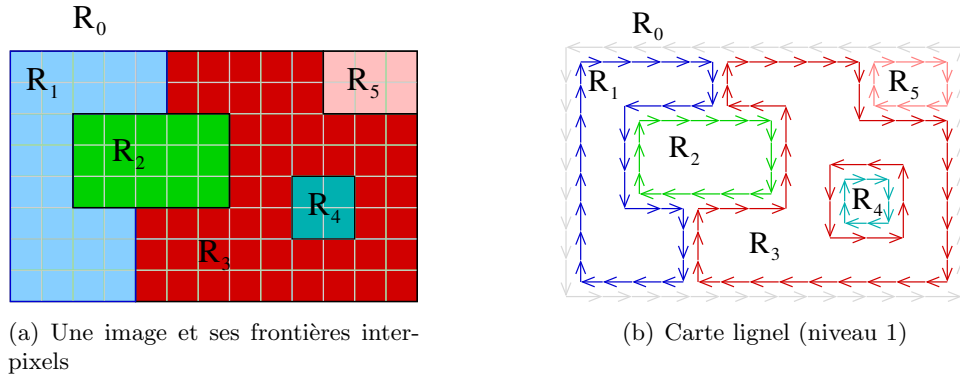 R₀
R₁
R₅
R₂
R₄
R₃
(a) Une image et ses frontières inter-
pixels
R₀
R₁
R₅
R₂
R₄
R₃
(b) Carte lignel (niveau 1)